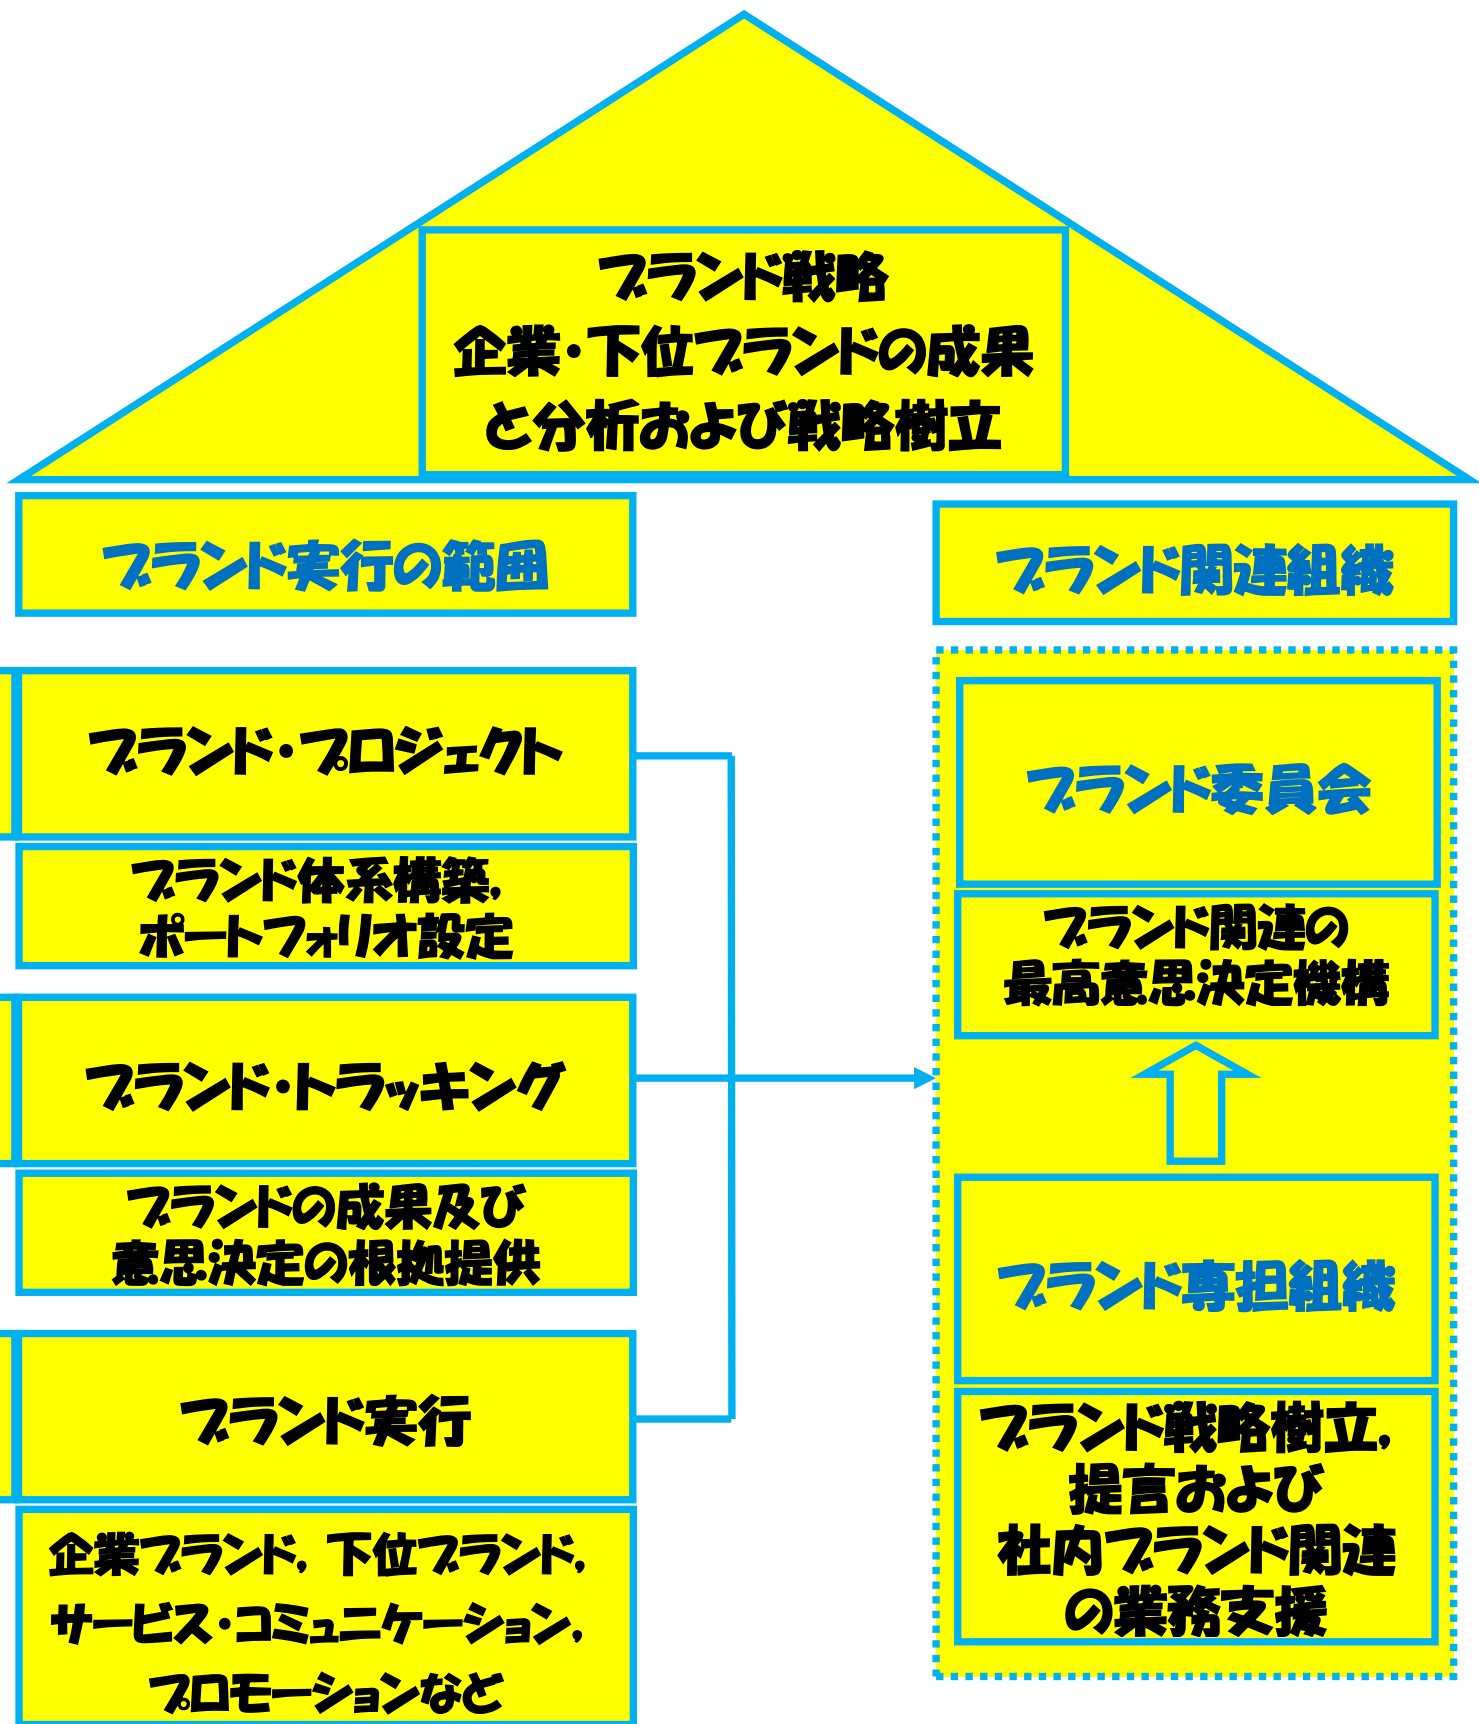 ブランド戦略
企業・下位ブランドの成果
と分析および戦略樹立
ブランド実行の範囲
ブランド・プロジェクト
ブランド体系構築,
ポートフォリオ設定
ブランド・トラッキング
ブランドの成果及び
意思決定の根拠提供
ブランド実行
企業ブランド, 下位ブランド,
サービス・コミュニケーション,
プロモーションなど
ブランド関連組織
ブランド委員会
ブランド関連の
最高意思決定機構
ブランド専担組織
ブランド戦略樹立,
提言および
社内ブランド関連
の業務支援